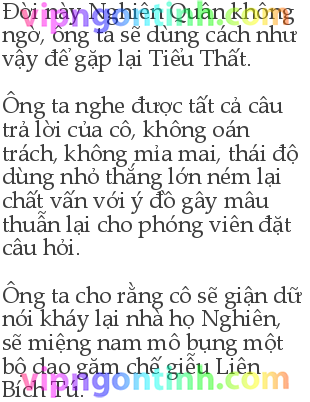 Đời này Nghiên Quân không
ngờ, ông ta sẽ dùng cách như
vậy để gặp lại Tiểu Thất.
Ông ta nghe được tất cả câu
trả lời của cô, không oán
trách, không mỉa mai, thái độ
dùng nhỏ thắng lớn ném lại
chất vấn với ý đồ gây mâu
thuẫn lại cho phóng viên đặt
câu hỏi.
Ông ta cho rằng cô sẽ giận dữ
nói kháy lại nhà họ Nghiên,
sẽ miệng nam mô bụng một
bồ dao găm chế giễu Liên
Bích Tú.
vipngontinh.com
vipngontinh.com